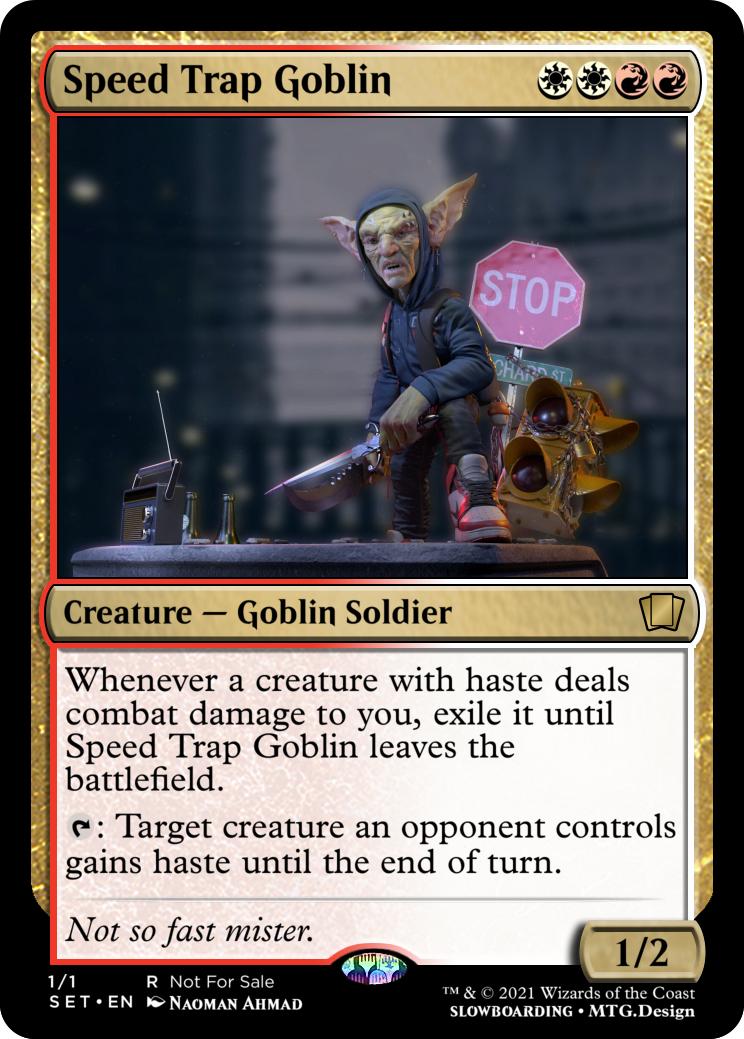 Speed Trap Goblin
STOP
CHARD ST
Creature — Goblin Soldier
Whenever a creature with haste deals
combat damage to you, exile it until
Speed Trap Goblin leaves the
battlefield.
: Target creature an opponent controls
gains haste until the end of turn.
Not so fast mister.
1/2
1/1 R Not For Sale
SET • EN NAOMAN AHMAD
™ & © 2021 Wizards of the Coast
SLOWBOARDING • MTG.Design